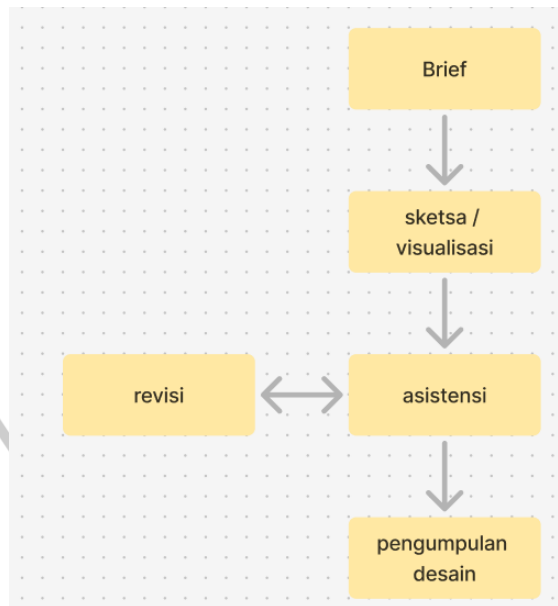 Brief
sketsa /
visualisasi
revisi
asistensi
pengumpulan
desain